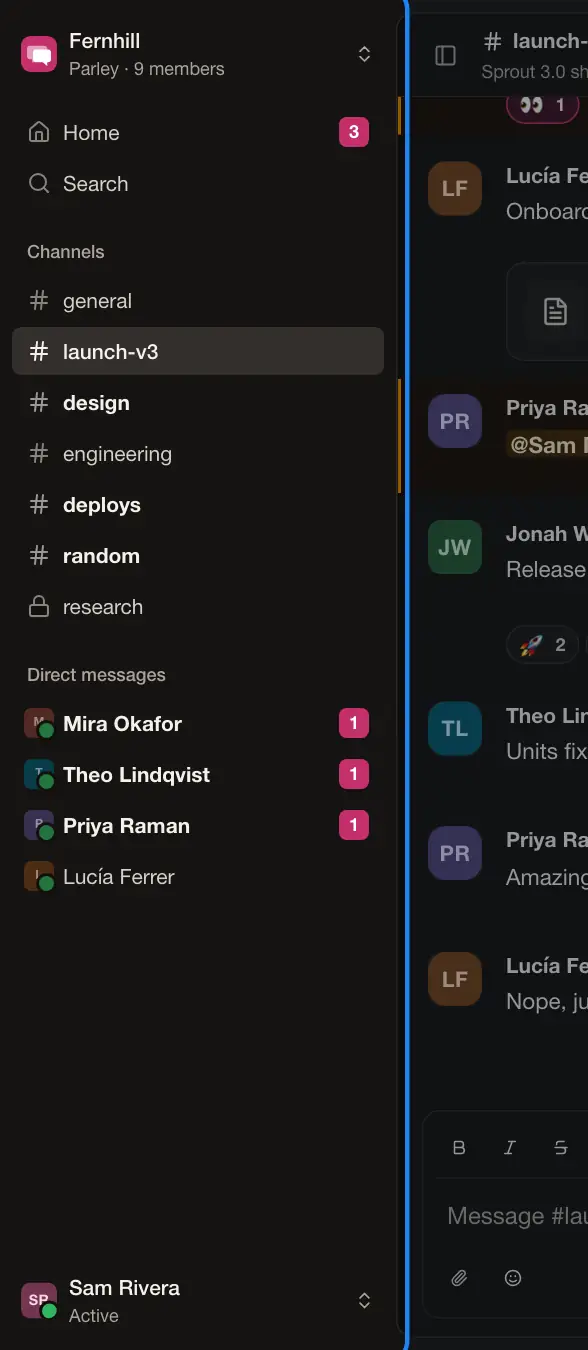 Fernhill
Parley · 9 members
Home
3
Search
Channels
general
launch-v3
design
engineering
deploys
random
research
Direct messages
Mira Okafor
1
T
Theo Lindqvist
1
P
Priya Raman
1
Lucía Ferrer
SR
Sam Rivera
Active
# launch-
Sprout 3.0 sh
1
LF
Lucía Fe
Onboard
PR
Priya Ra
@Sam
JW
Jonah W
Release
2
TL
Theo Lin
Units fix
PR
Priya Ra
Amazing
LF
Lucía Fe
Nope, ju
B I S
Message #lau